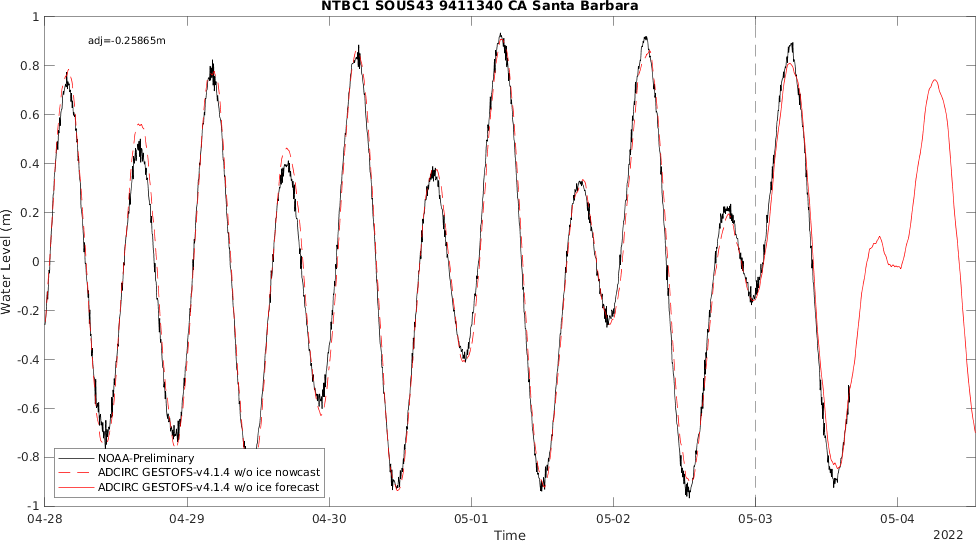 NTBC1 SOUS43 9411340 CA Santa Barbara
adj=-0.25865m
1
0.8
0.6
0.4
0.2
0
-0.2
-0.4
-0.6
-0.8
-1
Water Level (m)
NOAA-Preliminary
ADCIRC GESTOFS-v4.1.4 w/o ice nowcast
ADCIRC GESTOFS-v4.1.4 w/o ice forecast
04-28 04-29 04-30 05-01 05-02 05-03 05-04
Time
2022